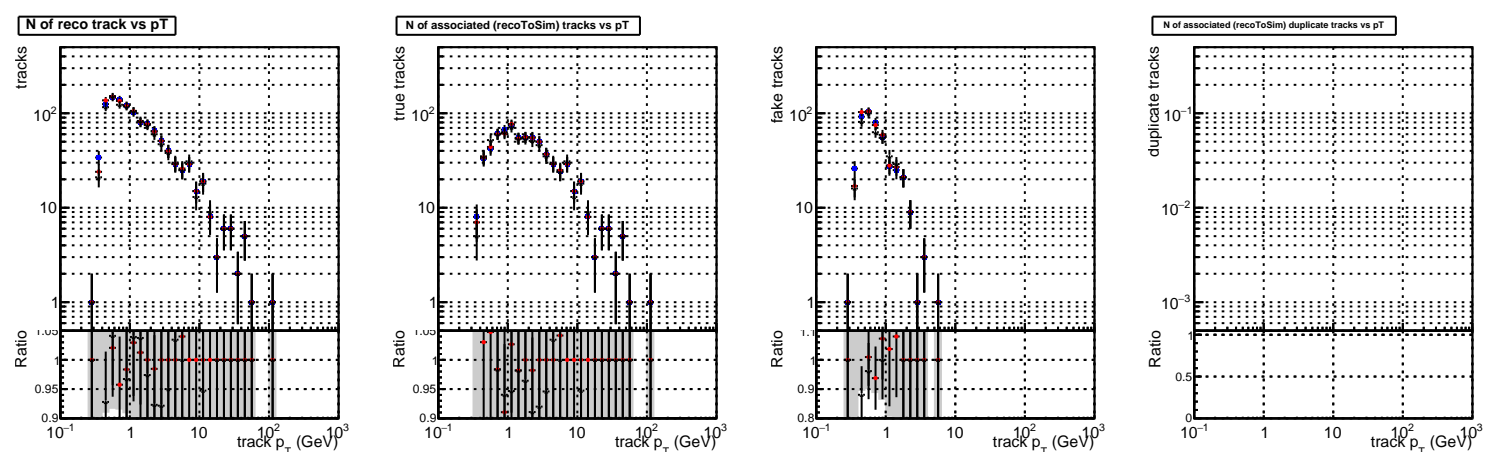 N of reco track vs pT
tracks
10²
10
1
Ratio
1.05
1
0.95
0.9
10⁻¹ 1 10 10² 10³
track p_T (GeV)
N of associated (recoToSim) tracks vs pT
true tracks
10²
10
1
Ratio
1.05
1
0.95
0.9
10⁻¹ 1 10 10² 10³
track p_T (GeV)
fake tracks
10²
10
1
Ratio
1.1
1
0.9
0.8
10⁻¹ 1 10 10² 10³
track p_T (GeV)
N of associated (recoToSim) duplicate tracks vs pT
duplicate tracks
10⁻¹
10⁻²
10⁻³
Ratio
1
0.5
0
10⁻¹ 1 10 10² 10³
track p_T (GeV)